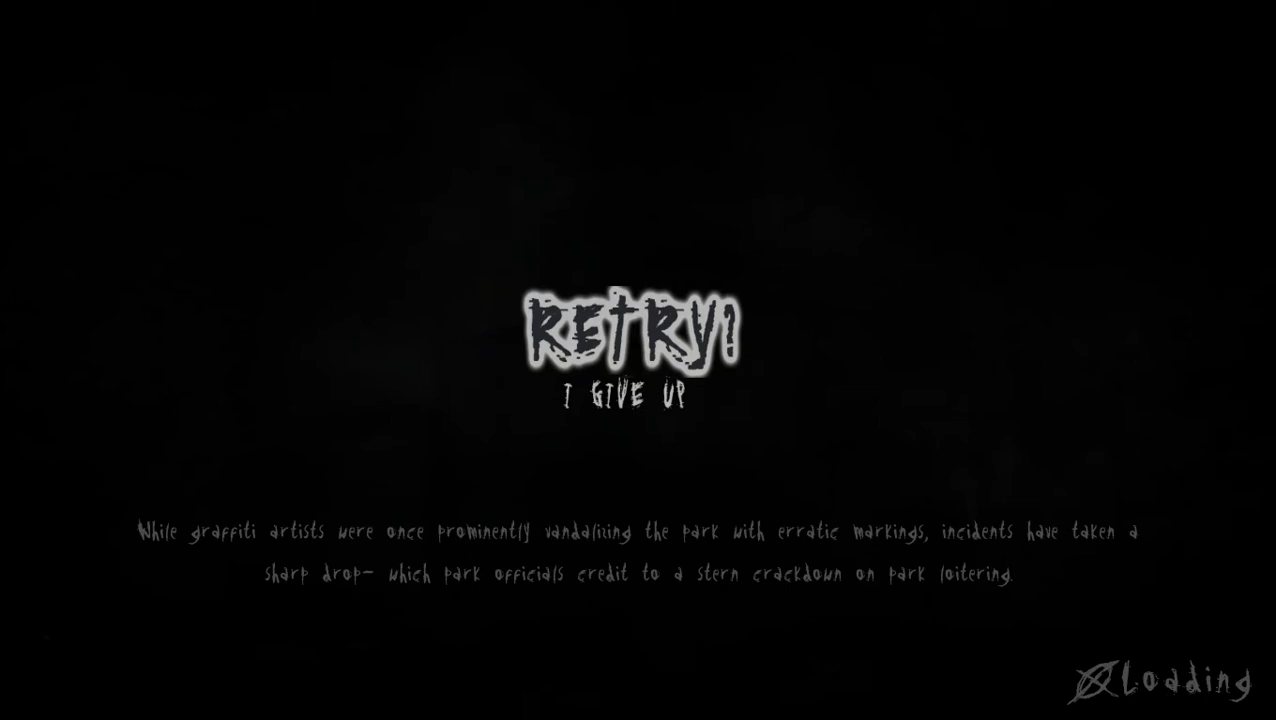 RETRY?
I GIVE UP
While graffiti artists were once prominently vandalizing the park with erratic markings, incidents have taken a
sharp drop- which park officials credit to a stern crackdown on park loitering.
Loading